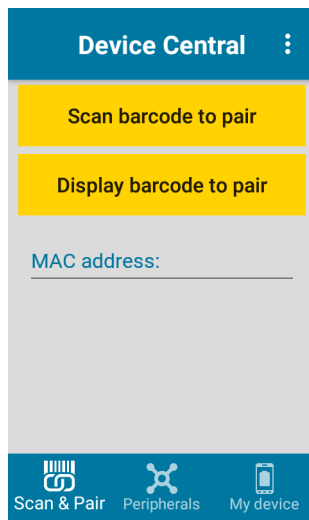 Device Central
Scan barcode to pair
Display barcode to pair
MAC address:
Scan & Pair
Peripherals
My device